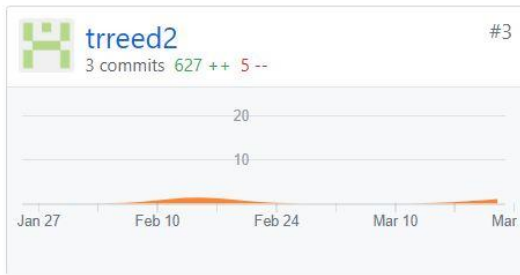 trreed2 #3
3 commits 627 ++ 5 --
20
10
Jan 27 Feb 10 Feb 24 Mar 10 Mar